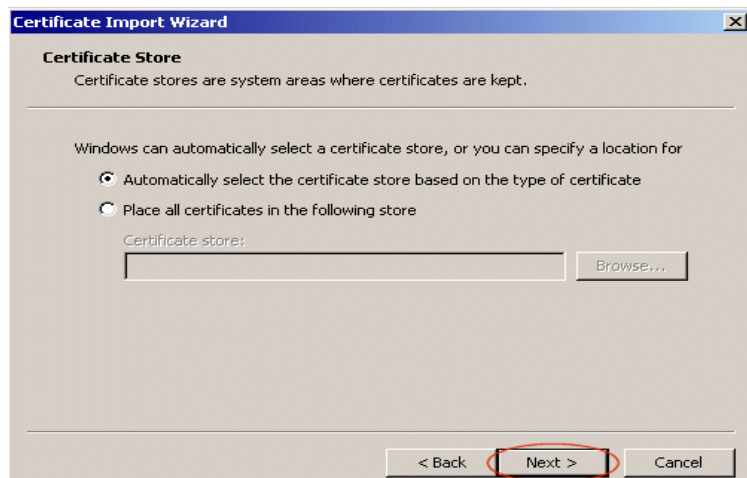 Certificate Import Wizard
Certificate Store
Certificate stores are system areas where certificates are kept.
Windows can automatically select a certificate store, or you can specify a location for
Automatically select the certificate store based on the type of certificate
Place all certificates in the following store
Certificate store:
Browse...
< Back Next > Cancel